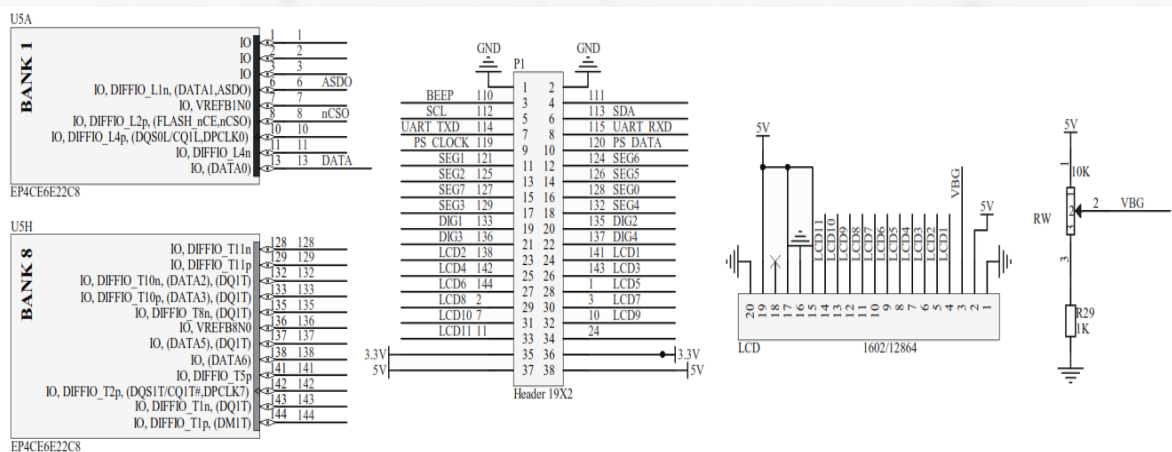 U5A
BANK 1
IO 1 1
IO 2 2
IO 3 3
IO, DIFFIO_L1n, (DATA1,ASDO) 6 6 ASDO
IO, VREFB1N0 7 7
IO, DIFFIO_L2p, (FLASH_nCE,nCSO) 8 8 nCSO
IO, DIFFIO_L4p, (DQS0L/CQ1L,DPCLK0) 10 10
IO, DIFFIO_L4n 11 11
IO, (DATA0) 13 13 DATA
EP4CE6E22C8
U5H
BANK 8
IO, DIFFIO_T11n 128 128
IO, DIFFIO_T11p 129 129
IO, DIFFIO_T10n, (DATA2), (DQ1T) 132 132
IO, DIFFIO_T10p, (DATA3), (DQ1T) 133 133
IO, DIFFIO_T8n, (DQ1T) 135 135
IO, VREFB8N0 136 136
(DATA5), (DQ1T) 137 137
IO, (DATA6) 138 138
IO, DIFFIO_T5p 141 141
IO, DIFFIO_T2p, (DQS1T/CQ1T#,DPCLK7) 142 142
IO, DIFFIO_T1n, (DQ1T) 143 143
IO, DIFFIO_T1p, (DM1T) 144 144
EP4CE6E22C8
GND GND
P1
1 2
BEEP 110 3 4 111
SCL 112 5 6 113 SDA
UART_TXD 114 7 8 115 UART_RXD
PS_CLOCK 119 9 10 120 PS_DATA
SEG1 121 11 12 124 SEG6
SEG2 125 13 14 126 SEG5
SEG7 127 15 16 128 SEG0
SEG3 129 17 18 132 SEG4
DIG1 133 19 20 135 DIG2
DIG3 136 21 22 137 DIG4
LCD2 138 23 24 141 LCD1
LCD4 142 25 26 143 LCD3
LCD6 144 27 28 1 LCD5
LCD8 2 29 30 3 LCD7
LCD10 7 31 32 10 LCD9
LCD11 11 33 34 24
3.3V 35 36 3.3V
5V 37 38 5V
Header 19X2
5V
LCD11 LCD10 LCD9 LCD8 LCD7 LCD6 LCD5 LCD4 LCD3 LCD2 LCD1 VBG
5V
20 19 18 17 16 15 14 13 12 11 10 9 8 7 6 5 4 3 2 1
LCD 1602/12864
5V
1
10K
RW 2 2 VBG
3
R29
1K